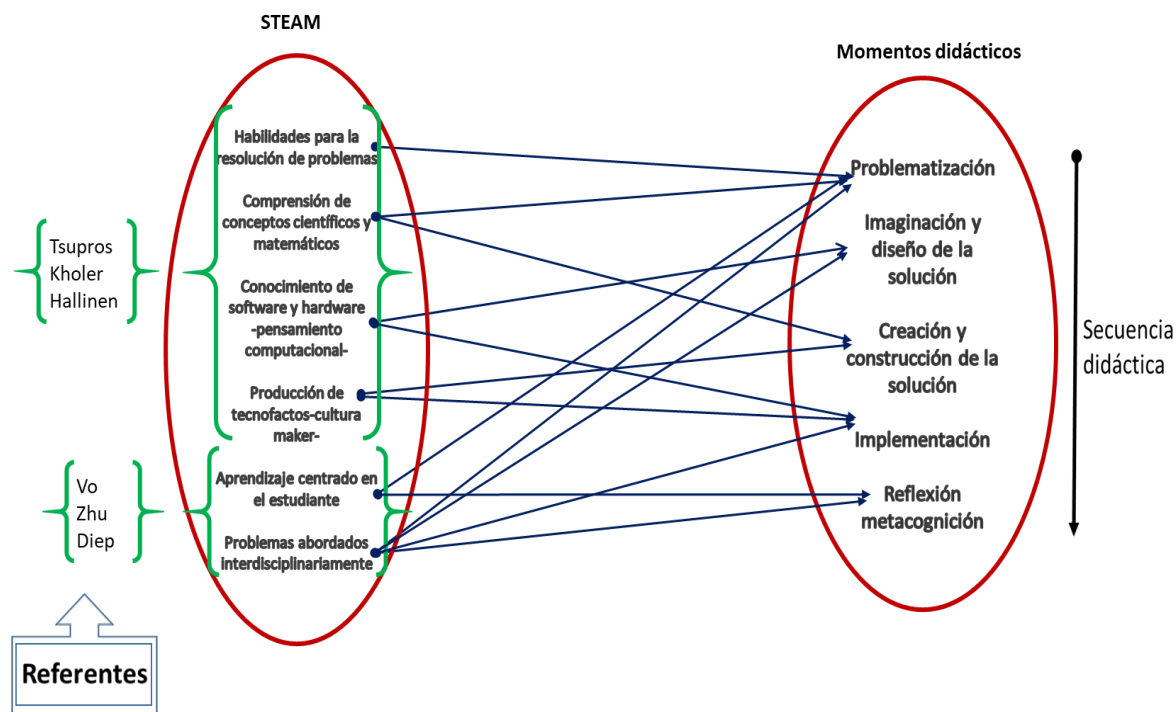 STEAM
Momentos didácticos
Habilidades para la
resolución de problemas
Comprensión de
conceptos científicos y
matemáticos
Conocimiento de
software y hardware
-pensamiento
computacional-
Producción de
tecnofactos-cultura
maker-
Aprendizaje centrado en
el estudiante
Problemas abordados
interdisciplinariamente
Tsupros
Kholer
Hallinen
Vo
Zhu
Diep
Referentes
Problematización
Imaginación y
diseño de la
solución
Creación y
construcción de la
solución
Implementación
Reflexión
metacognición
Secuencia
didáctica